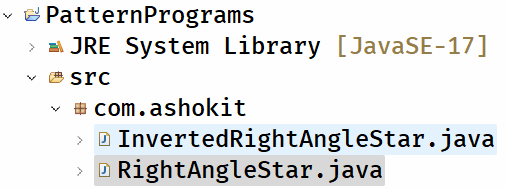 PatternPrograms
JRE System Library [JavaSE-17]
src
com.ashokit
InvertedRightAngleStar.java
RightAngleStar.java